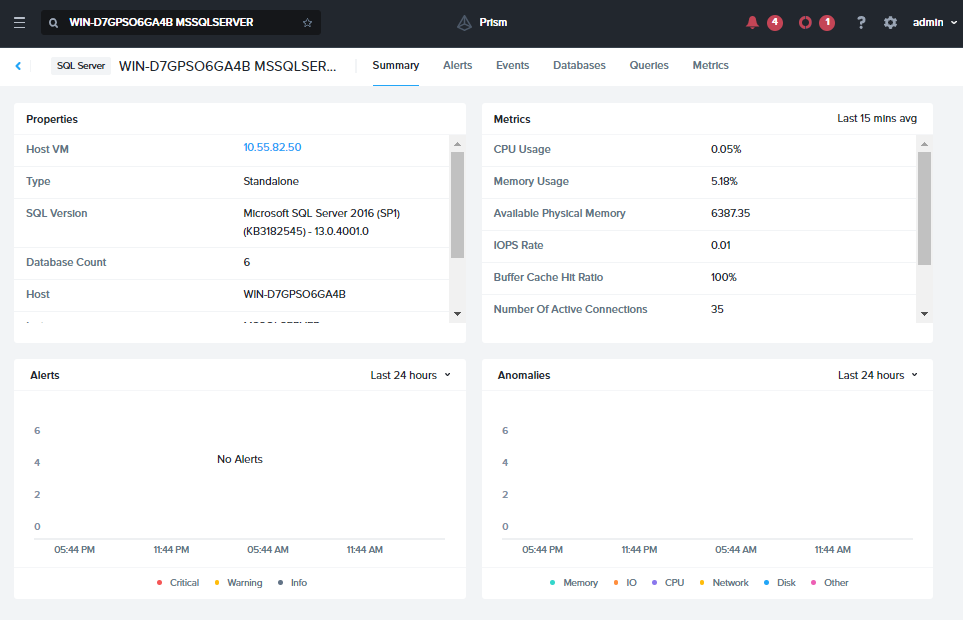 WIN-D7GPSO6GA4B MSSQLSERVER
Prism
4
1
?
admin
SQL Server
WIN-D7GPSO6GA4B MSSQLSER...
Summary
Alerts
Events
Databases
Queries
Metrics
Properties
Host VM 10.55.82.50
Type Standalone
SQL Version Microsoft SQL Server 2016 (SP1)
(KB3182545) - 13.0.4001.0
Database Count 6
Host WIN-D7GPSO6GA4B
Metrics Last 15 mins avg
CPU Usage 0.05%
Memory Usage 5.18%
Available Physical Memory 6387.35
IOPS Rate 0.01
Buffer Cache Hit Ratio 100%
Number Of Active Connections 35
Alerts Last 24 hours
6
4
2
0
No Alerts
05:44 PM 11:44 PM 05:44 AM 11:44 AM
Critical Warning Info
Anomalies Last 24 hours
6
4
2
0
05:44 PM 11:44 PM 05:44 AM 11:44 AM
Memory IO CPU Network Disk Other